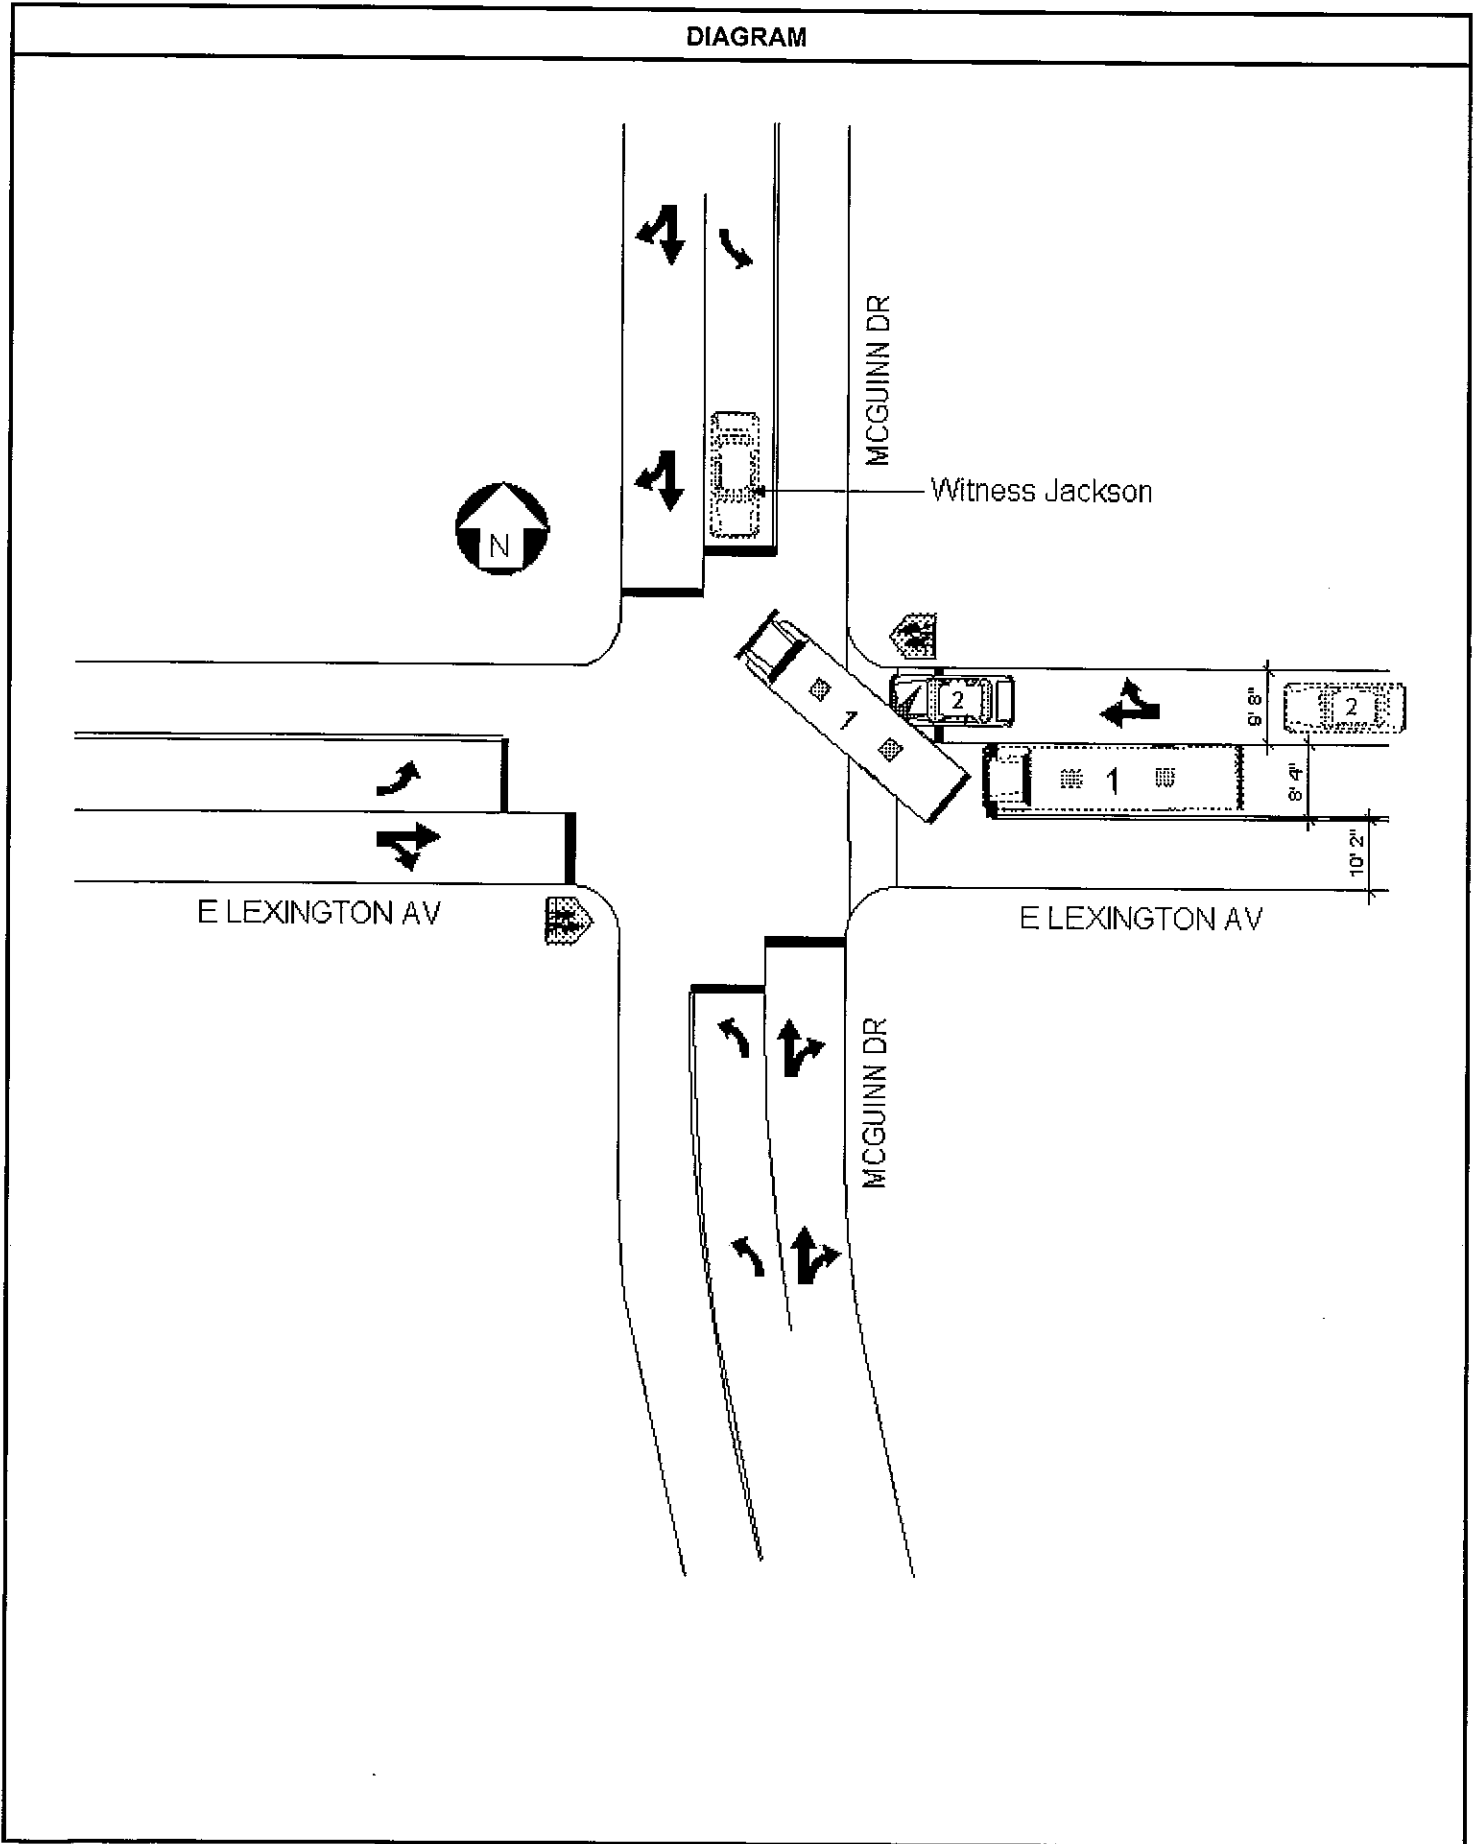 DIAGRAM
MCGUINN DR
Witness Jackson
N
2
2
1
1
9' 8"
8' 4"
10' 2"
E LEXINGTON AV
E LEXINGTON AV
MCGUINN DR